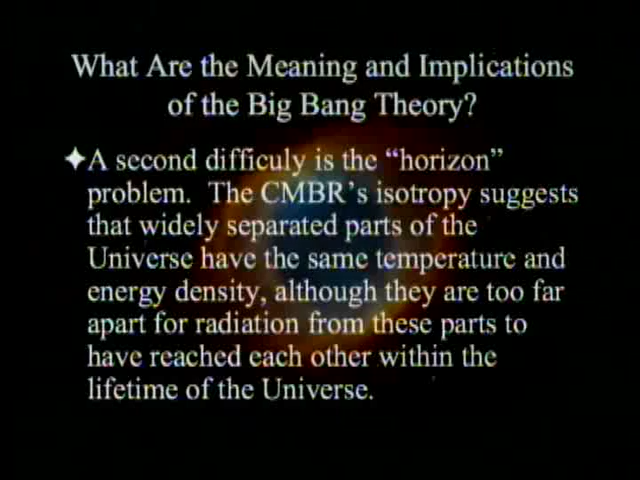 What Are the Meaning and Implications
of the Big Bang Theory?
✦A second difficuly is the “horizon”
problem. The CMBR’s isotropy suggests
that widely separated parts of the
Universe have the same temperature and
energy density, although they are too far
apart for radiation from these parts to
have reached each other within the
lifetime of the Universe.